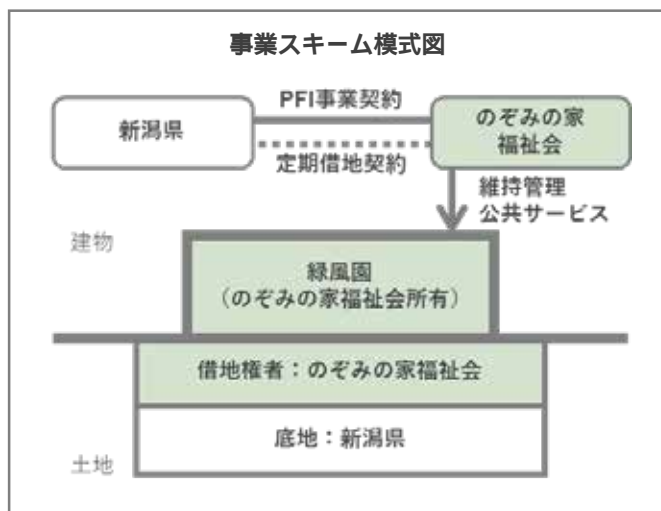 事業スキーム模式図
新潟県
PFI事業契約
定期借地契約
のぞみの家
福祉会
維持管理
公共サービス
建物
緑風園
（のぞみの家福祉会所有）
借地権者：のぞみの家福祉会
底地：新潟県
土地